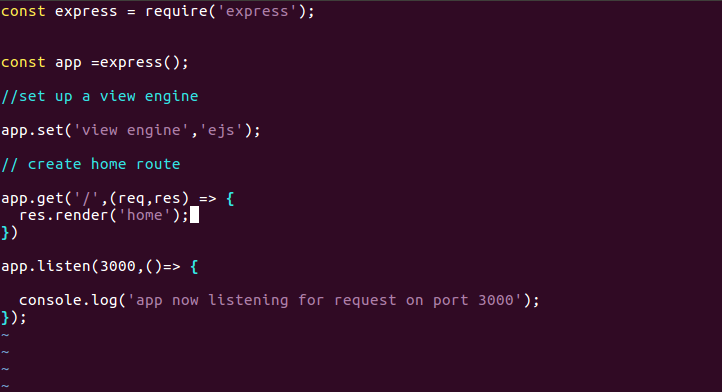 const express = require('express');
const app =express();
//set up a view engine
app.set('view engine','ejs');
// create home route
app.get('/',(req,res) => {
  res.render('home');
})
app.listen(3000,()=> {
  console.log('app now listening for request on port 3000');
});
~
~
~
~